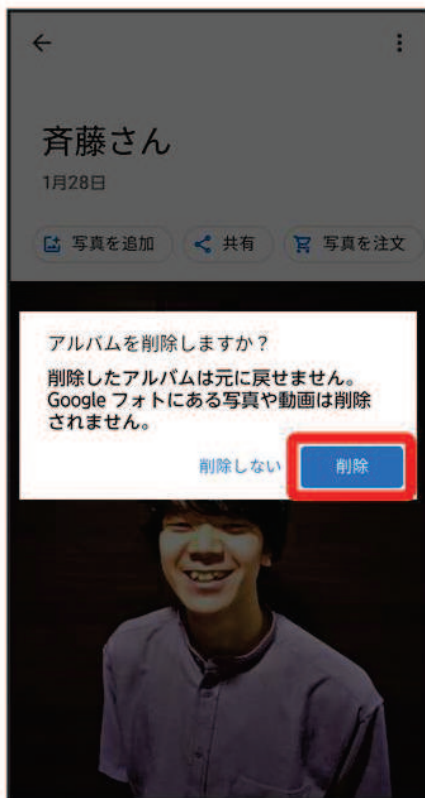 斉藤さん
1月28日
写真を追加 共有 写真を注文
アルバムを削除しますか？
削除したアルバムは元に戻せません。
Google フォトにある写真や動画は削除
されません。
削除しない 削除